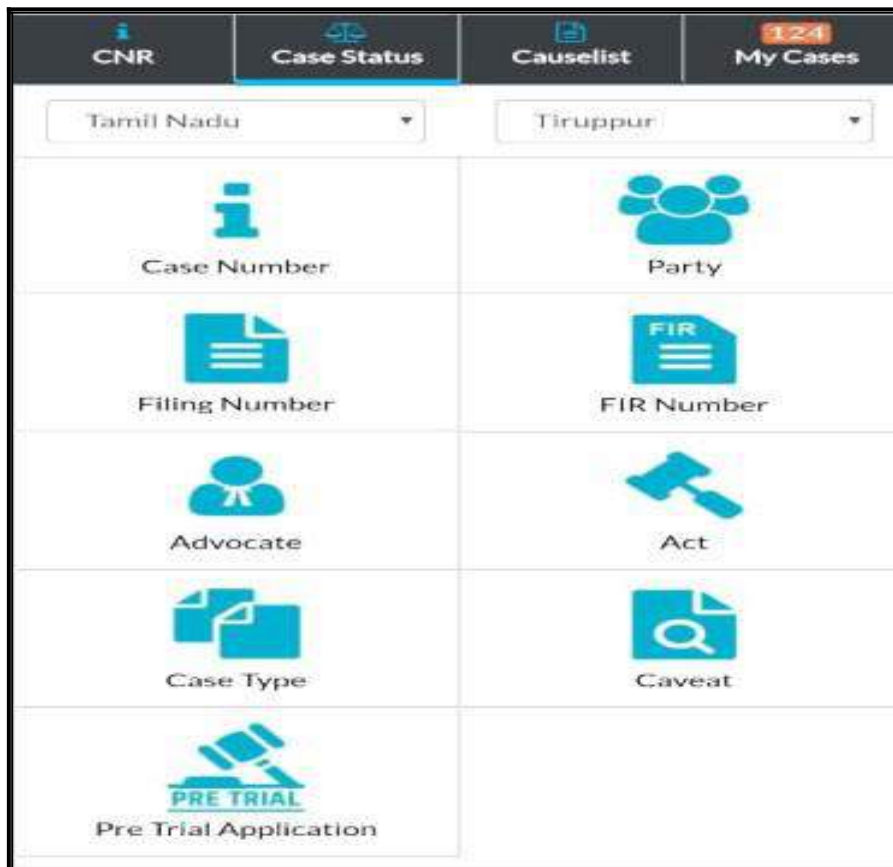 CNR
Case Status
Causelist
124
My Cases
Tamil Nadu
Tiruppur
Case Number
Party
Filing Number
FIR
FIR Number
Advocate
Act
Case Type
Caveat
PRE TRIAL
Pre Trial Application